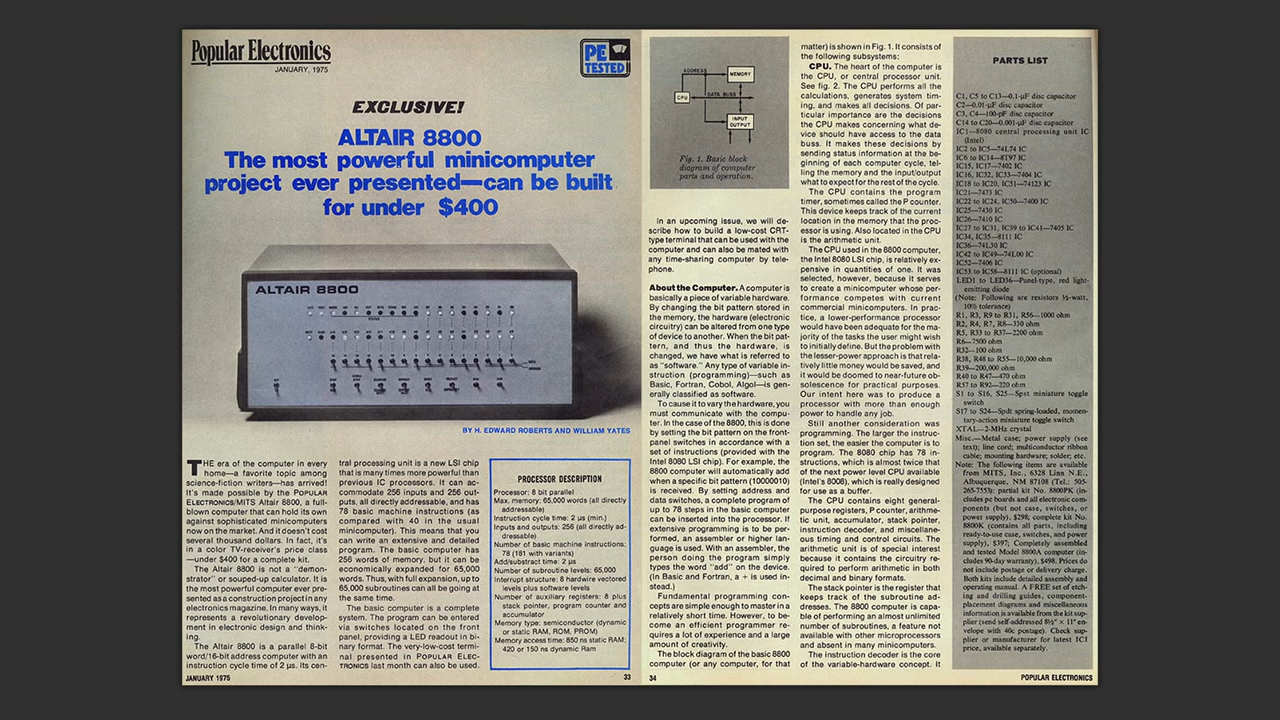 Popular Electronics
JANUARY, 1975
PE
TESTED
EXCLUSIVE!
ALTAIR 8800
The most powerful minicomputer
project ever presented—can be built
for under $400
ALTAIR 8800
BY H. EDWARD ROBERTS AND WILLIAM YATES
THE era of the computer in every
home—a favorite topic among
science-fiction writers—has arrived!
It's made possible by the POPULAR
ELECTRONICS/MITS Altair 8800, a full-
blown computer that can hold its own
against sophisticated minicomputers
now on the market. And it doesn't cost
several thousand dollars. In fact, it's
in a color TV-receiver's price class
—under $400 for a complete kit.
The Altair 8800 is not a "demon-
strator" or souped-up calculator. It is
the most powerful computer ever pre-
sented as a construction project in any
electronics magazine. In many ways, it
represents a revolutionary develop-
ment in electronic design and think-
ing.
The Altair 8800 is a parallel 8-bit
word/16-bit address computer with an
instruction cycle time of 2 μs. Its cen-
tral processing unit is a new LSI chip
that is many times more powerful than
previous IC processors. It can ac-
commodate 256 inputs and 256 out-
puts, all directly addressable, and has
78 basic machine instructions (as
compared with 40 in the usual
minicomputer). This means that you
can write an extensive and detailed
program. The basic computer has
256 words of memory, but it can be
economically expanded for 65,000
words. Thus, with full expansion, up to
65,000 subroutines can all be going at
the same time.
The basic computer is a complete
system. The program can be entered
via switches located on the front
panel, providing a LED readout in bi-
nary format. The very-low-cost termi-
nal presented in POPULAR ELEC-
TRONICS last month can also be used.
PROCESSOR DESCRIPTION
Processor: 8 bit parallel
Max. memory: 65,000 words (all directly
addressable)
Instruction cycle time: 2 μs (min.)
Inputs and outputs: 256 (all directly ad-
dressable)
Number of basic machine instructions:
78 (181 with variants)
Add/subtract time: 2 μs
Number of subroutine levels: 65,000
Interrupt structure: 8 hardware vectored
levels plus software levels
Number of auxiliary registers: 8 plus
stack pointer, program counter and
accumulator
Memory type: semiconductor (dynamic
or static RAM, ROM, PROM)
Memory access time: 850 ns static RAM;
420 or 150 ns dynamic Ram
JANUARY 1975
33
ADDRESS
MEMORY
CPU
DATA BUSS
INPUT
OUTPUT
Fig. 1. Basic block
diagram of computer
parts and operation.
In an upcoming issue, we will de-
scribe how to build a low-cost CRT-
type terminal that can be used with the
computer and can also be mated with
any time-sharing computer by tele-
phone.
About the Computer. A computer is
basically a piece of variable hardware.
By changing the bit pattern stored in
the memory, the hardware (electronic
circuitry) can be altered from one type
of device to another. When the bit pat-
tern, and thus the hardware, is
changed, we have what is referred to
as "software." Any type of variable in-
struction (programming)—such as
Basic, Fortran, Cobol, Algol—is gen-
erally classified as software.
To cause it to vary the hardware, you
must communicate with the compu-
ter. In the case of the 8800, this is done
by setting the bit pattern on the front-
panel switches in accordance with a
set of instructions (provided with the
Intel 8080 LSI chip). For example, the
8800 computer will automatically add
when a specific bit pattern (10000010)
is received. By setting address and
data switches, a complete program of
up to 78 steps in the basic computer
can be inserted into the processor. If
extensive programming is to be per-
formed, an assembler or higher lan-
guage is used. With an assembler, the
person doing the program simply
types the word "add" on the device.
(In Basic and Fortran, a + is used in-
stead.)
Fundamental programming con-
cepts are simple enough to master in a
relatively short time. However, to be-
come an efficient programmer re-
quires a lot of experience and a large
amount of creativity.
The block diagram of the basic 8800
computer (or any computer, for that
matter) is shown in Fig. 1. It consists of
the following subsystems:
CPU. The heart of the computer is
the CPU, or central processor unit.
See fig. 2. The CPU performs all the
calculations, generates system tim-
ing, and makes all decisions. Of par-
ticular importance are the decisions
the CPU makes concerning what de-
vice should have access to the data
buss. It makes these decisions by
sending status information at the be-
ginning of each computer cycle, tel-
ling the memory and the input/output
what to expect for the rest of the cycle.
The CPU contains the program
timer, sometimes called the P counter.
This device keeps track of the current
location in the memory that the proc-
essor is using. Also located in the CPU
is the arithmetic unit.
The CPU used in the 8800 computer,
the Intel 8080 LSI chip, is relatively ex-
pensive in quantities of one. It was
selected, however, because it serves
to create a minicomputer whose per-
formance competes with current
commercial minicomputers. In prac-
tice, a lower-performance processor
would have been adequate for the ma-
jority of the tasks the user might wish
to initially define. But the problem with
the lesser-power approach is that rela-
tively little money would be saved, and
it would be doomed to near-future ob-
solescence for practical purposes.
Our intent here was to produce a
processor with more than enough
power to handle any job.
Still another consideration was
programming. The larger the instruc-
tion set, the easier the computer is to
program. The 8080 chip has 78 in-
structions, which is almost twice that
of the next power level CPU available
(Intel's 8008), which is really designed
for use as a buffer.
The CPU contains eight general-
purpose registers, P counter, arithme-
tic unit, accumulator, stack pointer,
instruction decoder, and miscellane-
ous timing and control circuits. The
arithmetic unit is of special interest
because it contains the circuitry re-
quired to perform arithmetic in both
decimal and binary formats.
The stack pointer is the register that
keeps track of the subroutine ad-
dresses. The 8800 computer is capa-
ble of performing an almost unlimited
number of subroutines, a feature not
available with other microprocessors
and absent in many minicomputers.
The instruction decoder is the core
of the variable-hardware concept. It
PARTS LIST
C1, C5 to C13—0.1-μF disc capacitor
C2—0.01-μF disc capacitor
C3, C4—100-pF disc capacitor
C14 to C20—0.001-μF disc capacitor
IC1—8080 central processing unit IC
(Intel)
IC2 to IC5—74L74 IC
IC6 to IC14—8T97 IC
IC15, IC17—7402 IC
IC16, IC32, IC33—7404 IC
IC18 to IC20, IC51—74123 IC
IC21—7473 IC
IC22 to IC24, IC50—7400 IC
IC25—7430 IC
IC26—7410 IC
IC27 to IC31, IC39 to IC41—7405 IC
IC34, IC35—8111 IC
IC36—74L30 IC
IC42 to IC49—74L00 IC
IC52—7406 IC
IC53 to IC58—8111 IC (optional)
LED1 to LED36—Panel-type, red light-
emitting diode
(Note: Following are resistors ½-watt,
10% tolerance)
R1, R3, R9 to R31, R56—1000 ohm
R2, R4, R7, R8—330 ohm
R5, R33 to R37—2200 ohm
R6—7500 ohm
R32—100 ohm
R38, R48 to R55—10,000 ohm
R39—200,000 ohm
R40 to R47—470 ohm
R57 to R92—220 ohm
S1 to S16, S25—Spst miniature toggle
switch
S17 to S24—Spdt spring-loaded, momen-
tary-action miniature toggle switch
XTAL—2-MHz crystal
Misc.—Metal case; power supply (see
text); line cord; multiconductor ribbon
cable; mounting hardware; solder; etc.
Note: The following items are available
from MITS, Inc., 6328 Linn N.E.,
Albuquerque, NM 87108 (Tel.: 505-
265-7553): partial kit No. 8800PK (in-
cludes pc boards and all electronic com-
ponents (but not case, switches, or
power supply), $298; complete kit No.
8800K (contains all parts, including
ready-to-use case, switches, and power
supply), $397; Completely assembled
and tested Model 8800A computer (in-
cludes 90-day warranty), $498. Prices do
not include postage or delivery charge.
Both kits include detailed assembly and
operating manual. A FREE set of etch-
ing and drilling guides, component-
placement diagrams and miscellaneous
information is available from the kit sup-
plier (send self-addressed 8½" × 11" en-
velope with 40c postage). Check sup-
plier or manufacturer for latest IC1
price, available separately.
34
POPULAR ELECTRONICS